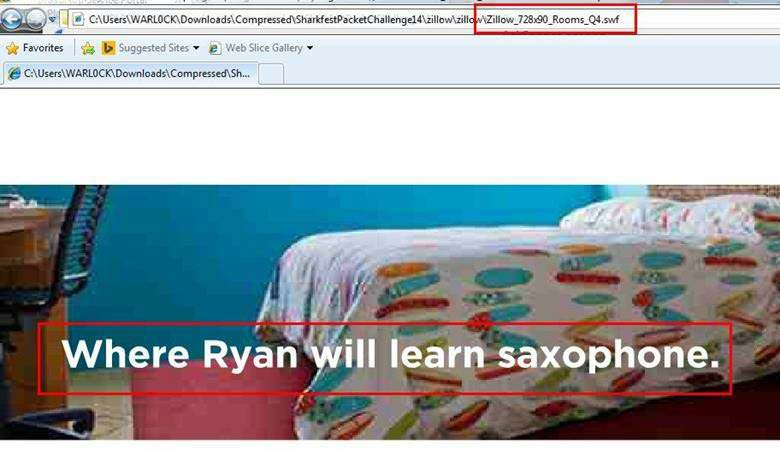 C:\Users\WARL0CK\Downloads\Compressed\SharkfestPacketChallenge14\zillow\zillow\Zillow_728x90_Rooms_Q4.swf
Favorites Suggested Sites Web Slice Gallery
C:\Users\WARL0CK\Downloads\Compressed\Sh...
Where Ryan will learn saxophone.